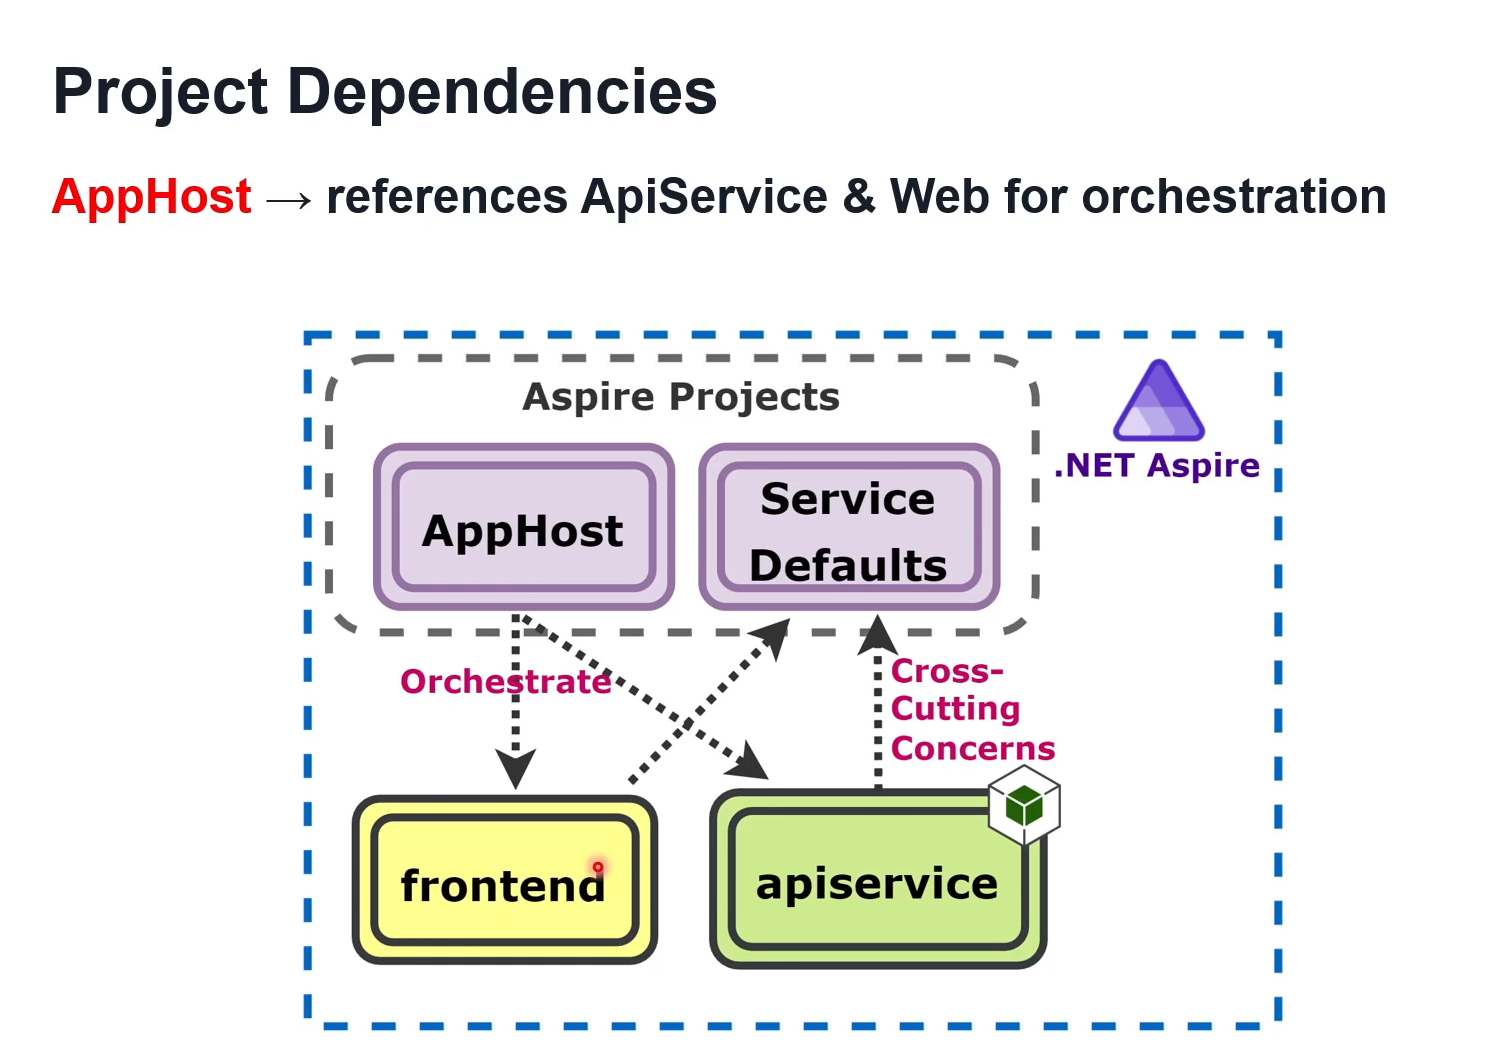 Project Dependencies
AppHost → references ApiService & Web for orchestration
Aspire Projects
.NET Aspire
AppHost
Service
Defaults
Orchestrate
Cross-
Cutting
Concerns
frontend
apiservice